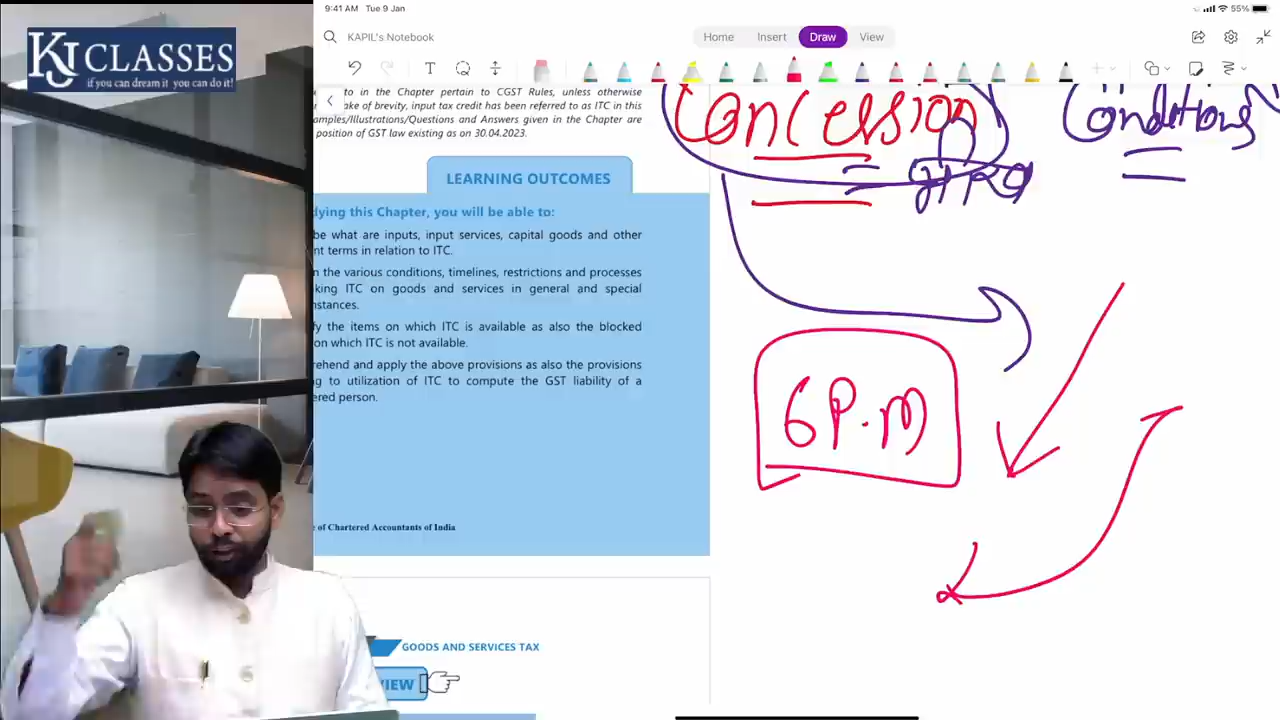 9:41 AM Tue 9 Jan
55%
KJ CLASSES
if you can dream it you can do it!
KAPIL's Notebook
Home Insert Draw View
to in the Chapter pertain to CGST Rules, unless otherwise
ake of brevity, input tax credit has been referred to as ITC in this
amples/Illustrations/Questions and Answers given in the Chapter are
position of GST law existing as on 30.04.2023.
LEARNING OUTCOMES
dying this Chapter, you will be able to:
be what are inputs, input services, capital goods and other
nt terms in relation to ITC.
n the various conditions, timelines, restrictions and processes
king ITC on goods and services in general and special
mstances.
fy the items on which ITC is available as also the blocked
on which ITC is not available.
rehend and apply the above provisions as also the provisions
ng to utilization of ITC to compute the GST liability of a
ered person.
e of Chartered Accountants of India
GOODS AND SERVICES TAX
VIEW
Concession
Conditions
6 P.M